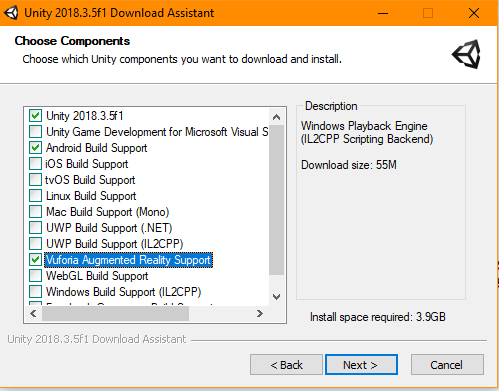 Unity 2018.3.5f1 Download Assistant
Choose Components
Choose which Unity components you want to download and install.
Unity 2018.3.5f1
Unity Game Development for Microsoft Visual S
Android Build Support
iOS Build Support
tvOS Build Support
Linux Build Support
Mac Build Support (Mono)
UWP Build Support (.NET)
UWP Build Support (IL2CPP)
Vuforia Augmented Reality Support
WebGL Build Support
Windows Build Support (IL2CPP)
Description
Windows Playback Engine
(IL2CPP Scripting Backend)
Download size: 55M
Install space required: 3.9GB
Unity 2018.3.5f1 Download Assistant
< Back
Next >
Cancel